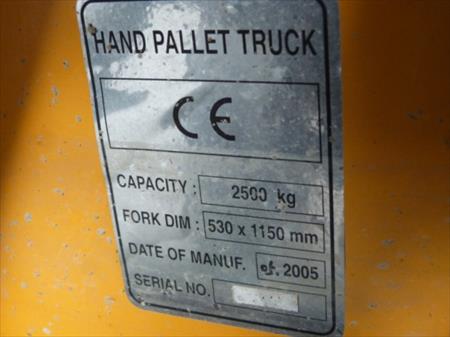 HAND PALLET TRUCK
CE
CAPACITY : 2500 kg
FORK DIM : 530 x 1150 mm
DATE OF MANUF. 2005
SERIAL NO.